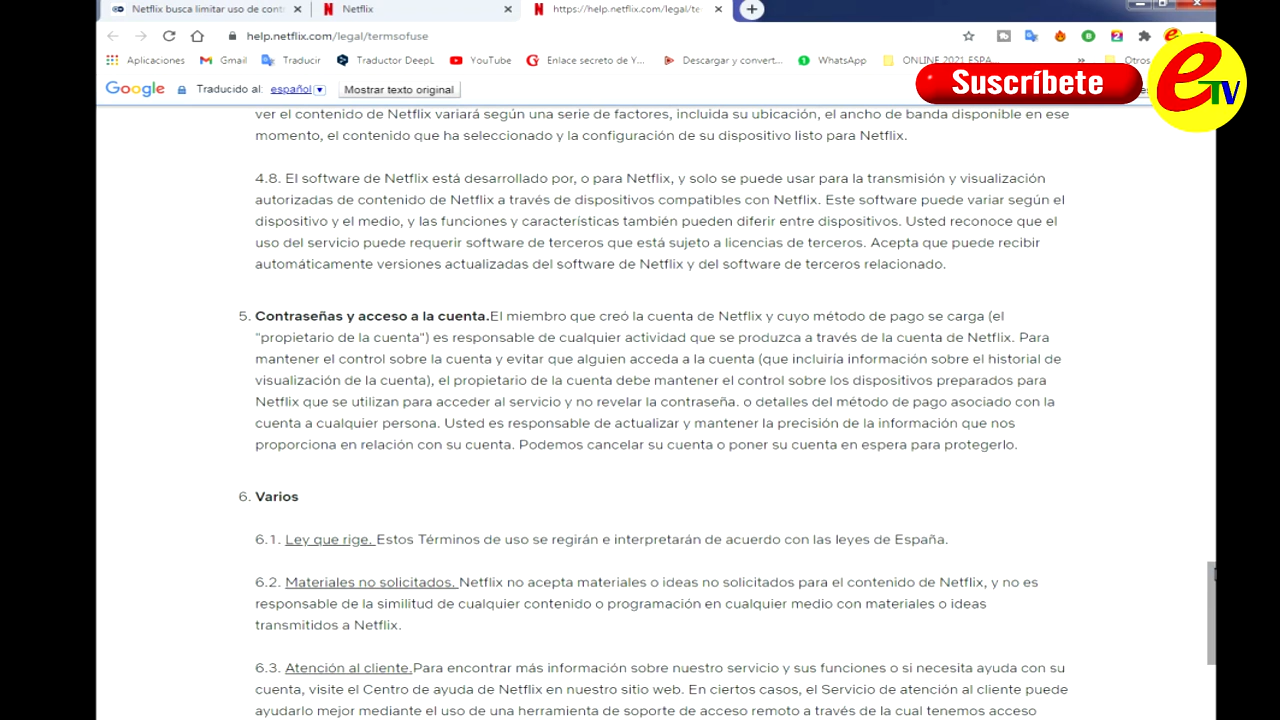 Netflix busca limitar uso de cont
Netflix
https://help.netflix.com/legal/te
help.netflix.com/legal/termsofuse
Aplicaciones
Gmail
Traducir
Traductor DeepL
YouTube
Enlace secreto de Y...
Descargar y convert...
WhatsApp
ONLINE 2021 ESPA...
Otros
Suscríbete
e TV
Google
Traducido al: español
Mostrar texto original
ver el contenido de Netflix variará según una serie de factores, incluida su ubicación, el ancho de banda disponible en ese
momento, el contenido que ha seleccionado y la configuración de su dispositivo listo para Netflix.
4.8. El software de Netflix está desarrollado por, o para Netflix, y solo se puede usar para la transmisión y visualización
autorizadas de contenido de Netflix a través de dispositivos compatibles con Netflix. Este software puede variar según el
dispositivo y el medio, y las funciones y características también pueden diferir entre dispositivos. Usted reconoce que el
uso del servicio puede requerir software de terceros que está sujeto a licencias de terceros. Acepta que puede recibir
automáticamente versiones actualizadas del software de Netflix y del software de terceros relacionado.
5. Contraseñas y acceso a la cuenta.El miembro que creó la cuenta de Netflix y cuyo método de pago se carga (el
"propietario de la cuenta") es responsable de cualquier actividad que se produzca a través de la cuenta de Netflix. Para
mantener el control sobre la cuenta y evitar que alguien acceda a la cuenta (que incluiría información sobre el historial de
visualización de la cuenta), el propietario de la cuenta debe mantener el control sobre los dispositivos preparados para
Netflix que se utilizan para acceder al servicio y no revelar la contraseña. o detalles del método de pago asociado con la
cuenta a cualquier persona. Usted es responsable de actualizar y mantener la precisión de la información que nos
proporciona en relación con su cuenta. Podemos cancelar su cuenta o poner su cuenta en espera para protegerlo.
6. Varios
6.1. Ley que rige. Estos Términos de uso se regirán e interpretarán de acuerdo con las leyes de España.
6.2. Materiales no solicitados. Netflix no acepta materiales o ideas no solicitados para el contenido de Netflix, y no es
responsable de la similitud de cualquier contenido o programación en cualquier medio con materiales o ideas
transmitidos a Netflix.
6.3. Atención al cliente.Para encontrar más información sobre nuestro servicio y sus funciones o si necesita ayuda con su
cuenta, visite el Centro de ayuda de Netflix en nuestro sitio web. En ciertos casos, el Servicio de atención al cliente puede
ayudarlo mejor mediante el uso de una herramienta de soporte de acceso remoto a través de la cual tenemos acceso